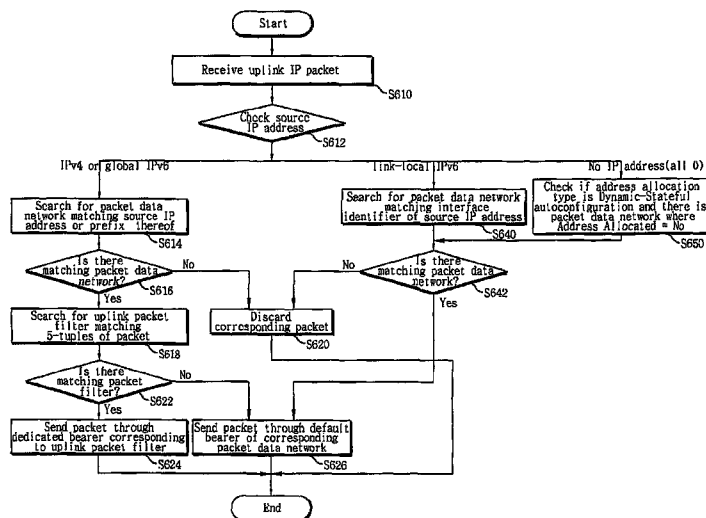 Start
Receive uplink IP packet
S610
Check source
IP address
S612
IPv4 or global IPv6
link-local IPv6
No IP address(all 0)
Search for packet data
network matching source IP
address or prefix thereof
S614
Search for packet data network
matching interface
identifier of source IP address
S640
Check if address allocation
type is Dynamic-Stateful
autoconfiguration and there is
packet data network where
Address Allocated = No
S650
Is there
matching packet data
network?
S616
No
Yes
Is there
matching packet data
network?
S642
No
Yes
Search for uplink packet
filter matching
5-tuples of packet
S618
Discard
corresponding packet
S620
Is there
matching packet
filter?
S622
No
Yes
Send packet through
dedicated bearer corresponding
to uplink packet filter
S624
Send packet through default
bearer of corresponding
packet data network
S626
End